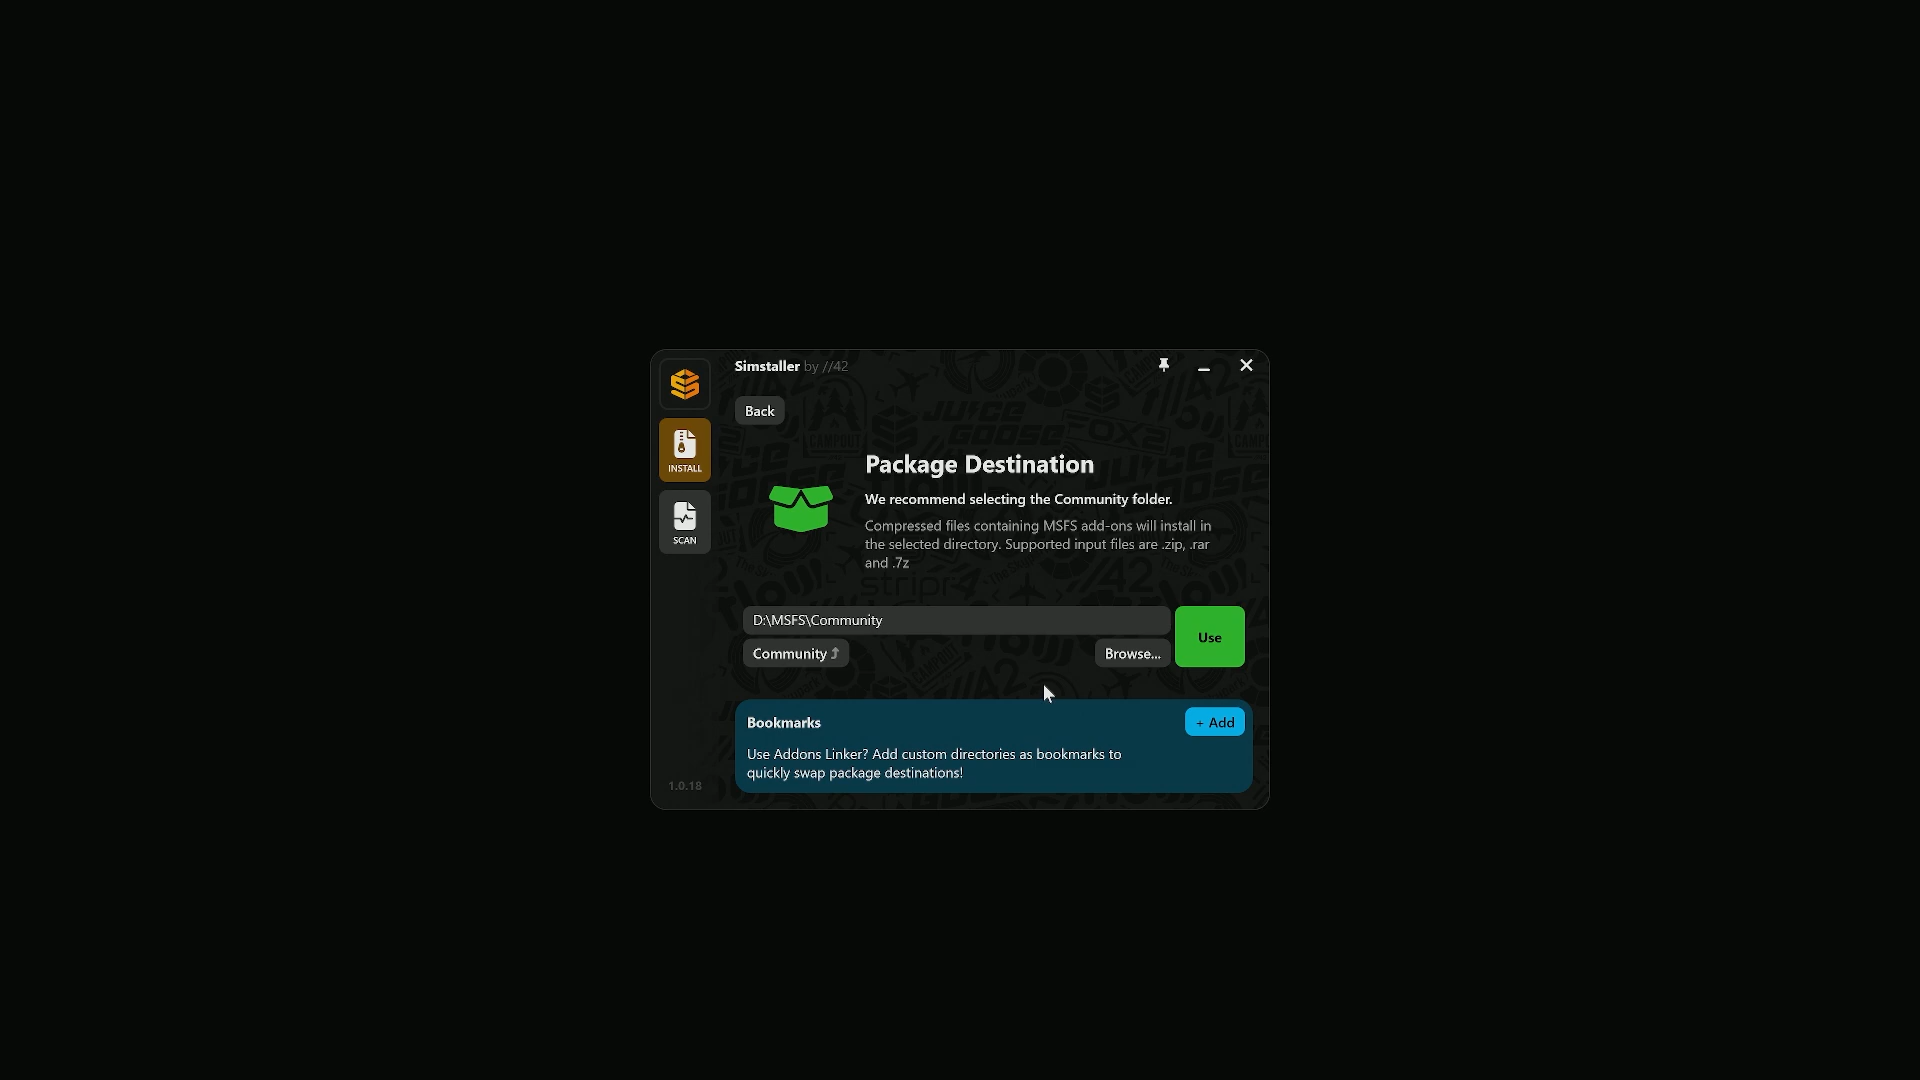 Simstaller by //42
Back
INSTALL
SCAN
Package Destination
We recommend selecting the Community folder.
Compressed files containing MSFS add-ons will install in
the selected directory. Supported input files are .zip, .rar
and .7z
D:\MSFS\Community
Use
Community ⤴
Browse...
Bookmarks
+ Add
Use Addons Linker? Add custom directories as bookmarks to
quickly swap package destinations!
1.0.18